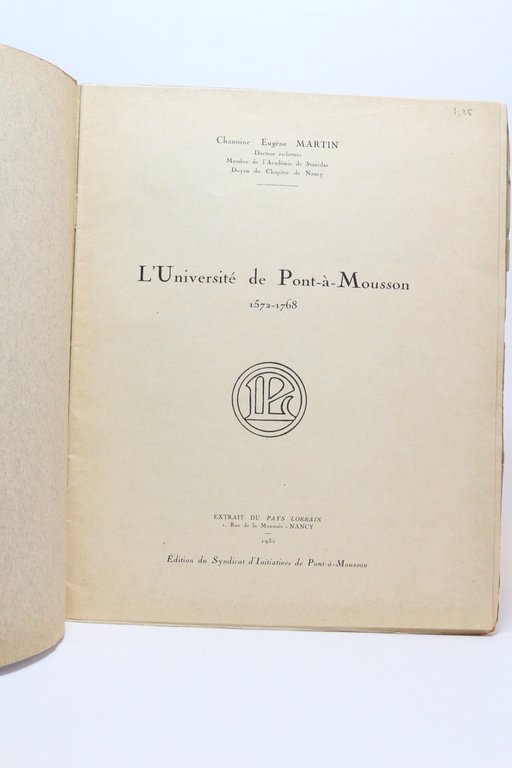 1,25
Chanoine Eugène MARTIN
Docteur ès-lettres
Membre de l'Académie de Stanislas
Doyen du Chapitre de Nancy
L'Université de Pont-à-Mousson
1572-1768
EXTRAIT DU PAYS LORRAIN
1, Rue de la Monnaie - NANCY
Édition du Syndicat d'Initiatives de Pont-à-Mousson